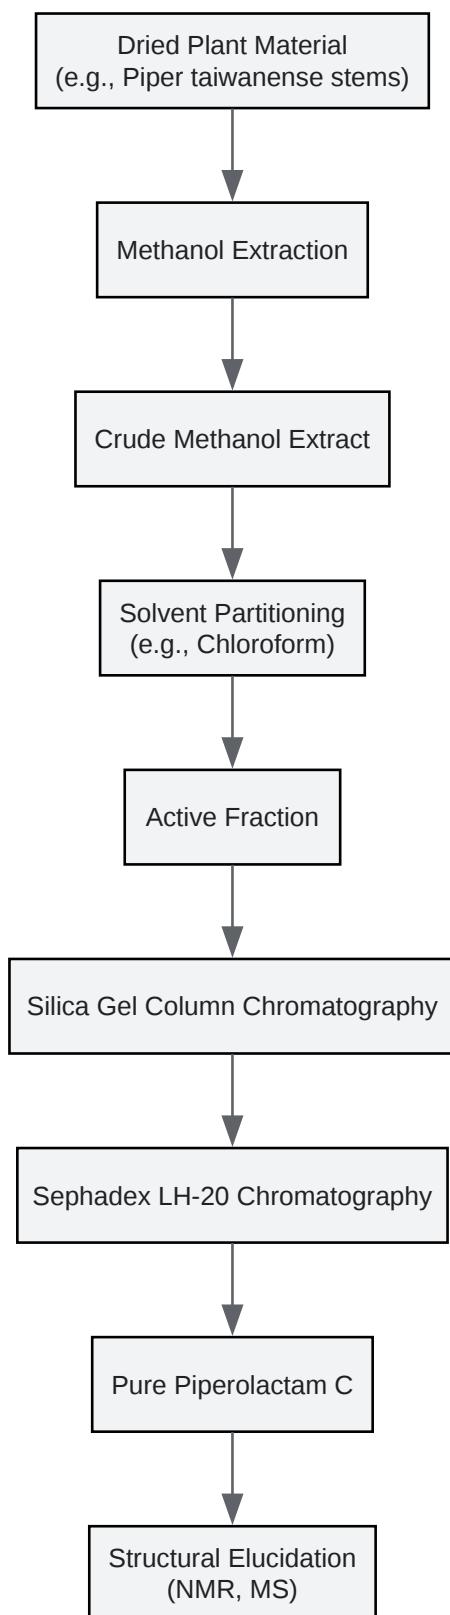 Dried Plant Material
(e.g., Piper taiwanense stems)
Methanol Extraction
Crude Methanol Extract
Solvent Partitioning
(e.g., Chloroform)
Active Fraction
Silica Gel Column Chromatography
Sephadex LH-20 Chromatography
Pure Piperolactam C
Structural Elucidation
(NMR, MS)